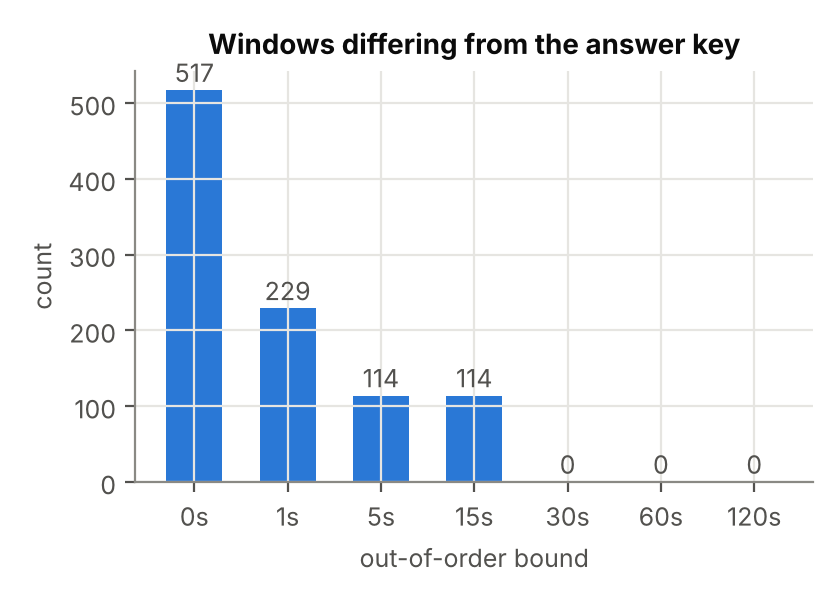 Windows differing from the answer key
517
500
400
300
200
100
0
count
229
114
114
0
0
0
0s
1s
5s
15s
30s
60s
120s
out-of-order bound